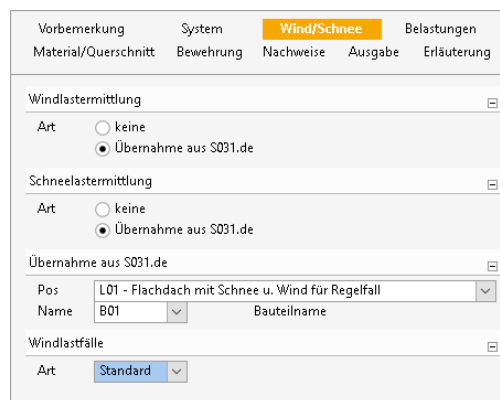 Vorbemerkung System Wind/Schnee Belastungen
Material/Querschnitt Bewehrung Nachweise Ausgabe Erläuterung
Windlastermittlung
Art keine
Übernahme aus S031.de
Schneelastermittlung
Art keine
Übernahme aus S031.de
Übernahme aus S031.de
Pos L01 - Flachdach mit Schnee u. Wind für Regelfall
Name B01 Bauteilname
Windlastfälle
Art Standard